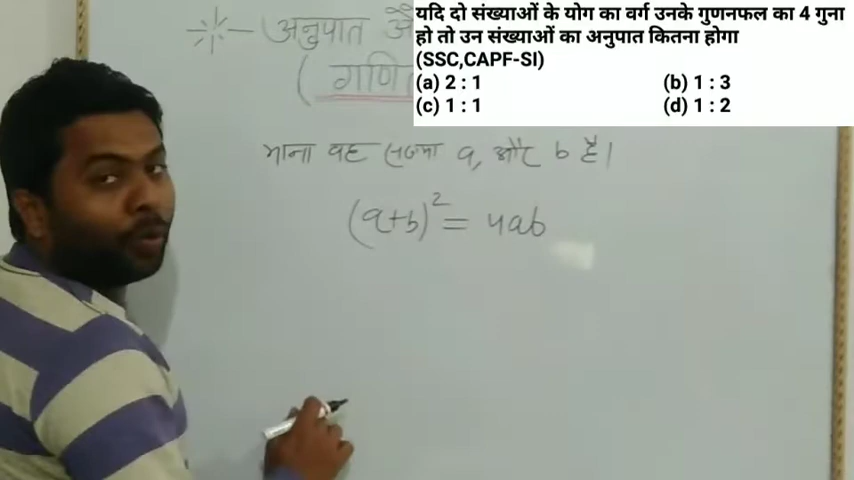 यदि दो संख्याओं के योग का वर्ग उनके गुणनफल का 4 गुना
हो तो उन संख्याओं का अनुपात कितना होगा
(SSC,CAPF-SI)
(a) 2 : 1 (b) 1 : 3
(c) 1 : 1 (d) 1 : 2
अनुपात औ
( गणि
माना वह संख्या a, और b है।
(a+b)² = 4ab